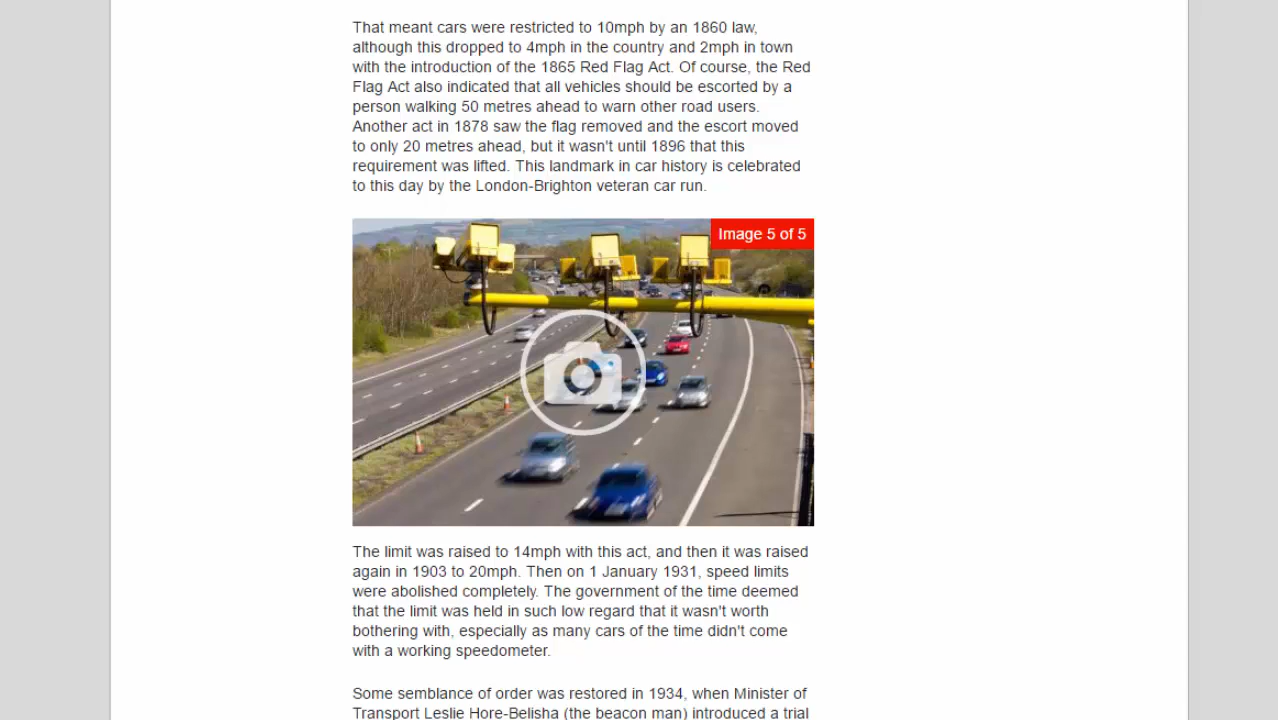 That meant cars were restricted to 10mph by an 1860 law,
although this dropped to 4mph in the country and 2mph in town
with the introduction of the 1865 Red Flag Act. Of course, the Red
Flag Act also indicated that all vehicles should be escorted by a
person walking 50 metres ahead to warn other road users.
Another act in 1878 saw the flag removed and the escort moved
to only 20 metres ahead, but it wasn't until 1896 that this
requirement was lifted. This landmark in car history is celebrated
to this day by the London-Brighton veteran car run.
Image 5 of 5
The limit was raised to 14mph with this act, and then it was raised
again in 1903 to 20mph. Then on 1 January 1931, speed limits
were abolished completely. The government of the time deemed
that the limit was held in such low regard that it wasn't worth
bothering with, especially as many cars of the time didn't come
with a working speedometer.
Some semblance of order was restored in 1934, when Minister of
Transport Leslie Hore-Belisha (the beacon man) introduced a trial